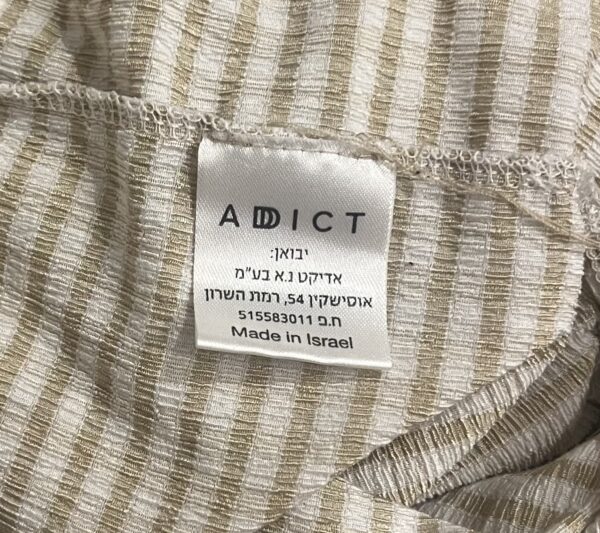 ADDICT
יבואן:
אדיקט נ.א בע"מ
אוסישקין 54, רמת השרון
ח.פ 515583011
Made in Israel